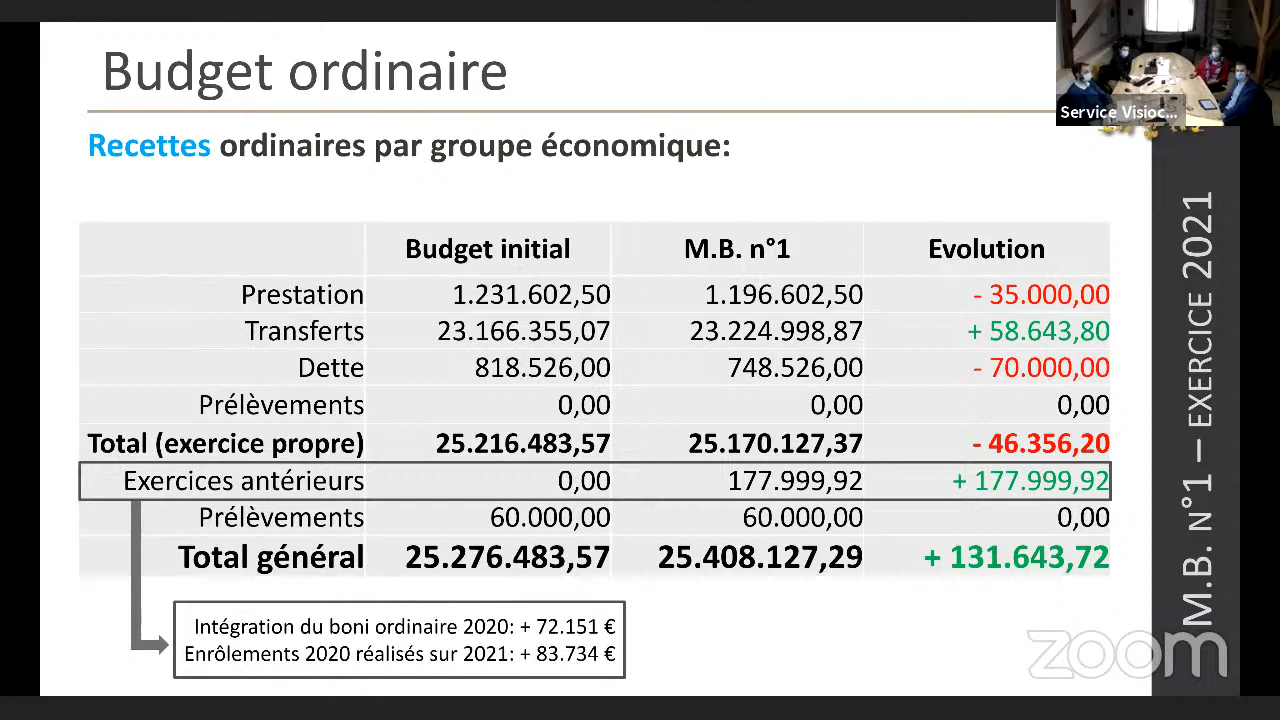 Budget ordinaire
Service Visioc...
Recettes ordinaires par groupe économique:
Budget initial M.B. n°1 Evolution
Prestation 1.231.602,50 1.196.602,50 - 35.000,00
Transferts 23.166.355,07 23.224.998,87 + 58.643,80
Dette 818.526,00 748.526,00 - 70.000,00
Prélèvements 0,00 0,00 0,00
Total (exercice propre) 25.216.483,57 25.170.127,37 - 46.356,20
Exercices antérieurs 0,00 177.999,92 + 177.999,92
Prélèvements 60.000,00 60.000,00 0,00
Total général 25.276.483,57 25.408.127,29 + 131.643,72
Intégration du boni ordinaire 2020: + 72.151 €
Enrôlements 2020 réalisés sur 2021: + 83.734 €
M.B. N°1 – EXERCICE 2021
zoom